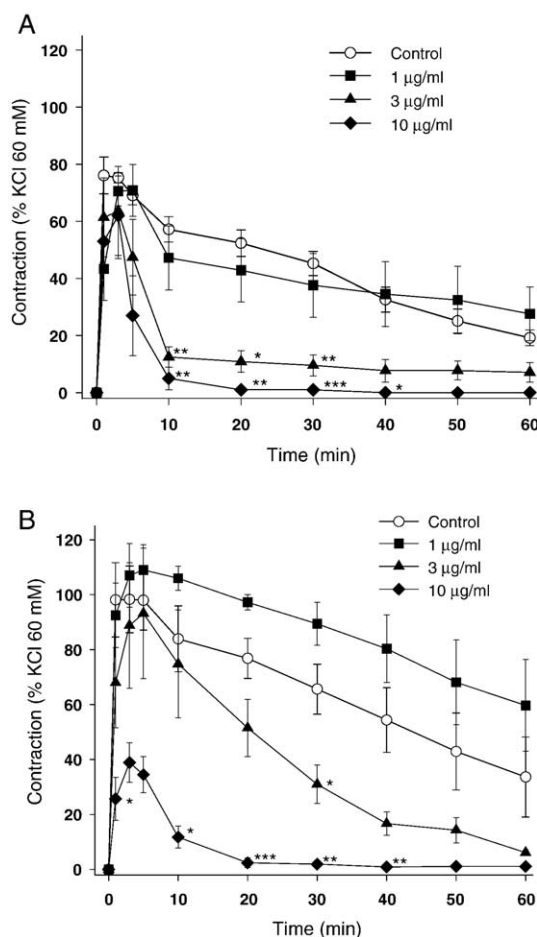 A
Control
1 μg/ml
3 μg/ml
10 μg/ml
Contraction (% KCl 60 mM)
120
100
80
60
40
20
0
** * **
** ** *** *
0 10 20 30 40 50 60
Time (min)
B
Control
1 μg/ml
3 μg/ml
10 μg/ml
Contraction (% KCl 60 mM)
120
100
80
60
40
20
0
*
* * *** ** **
0 10 20 30 40 50 60
Time (min)